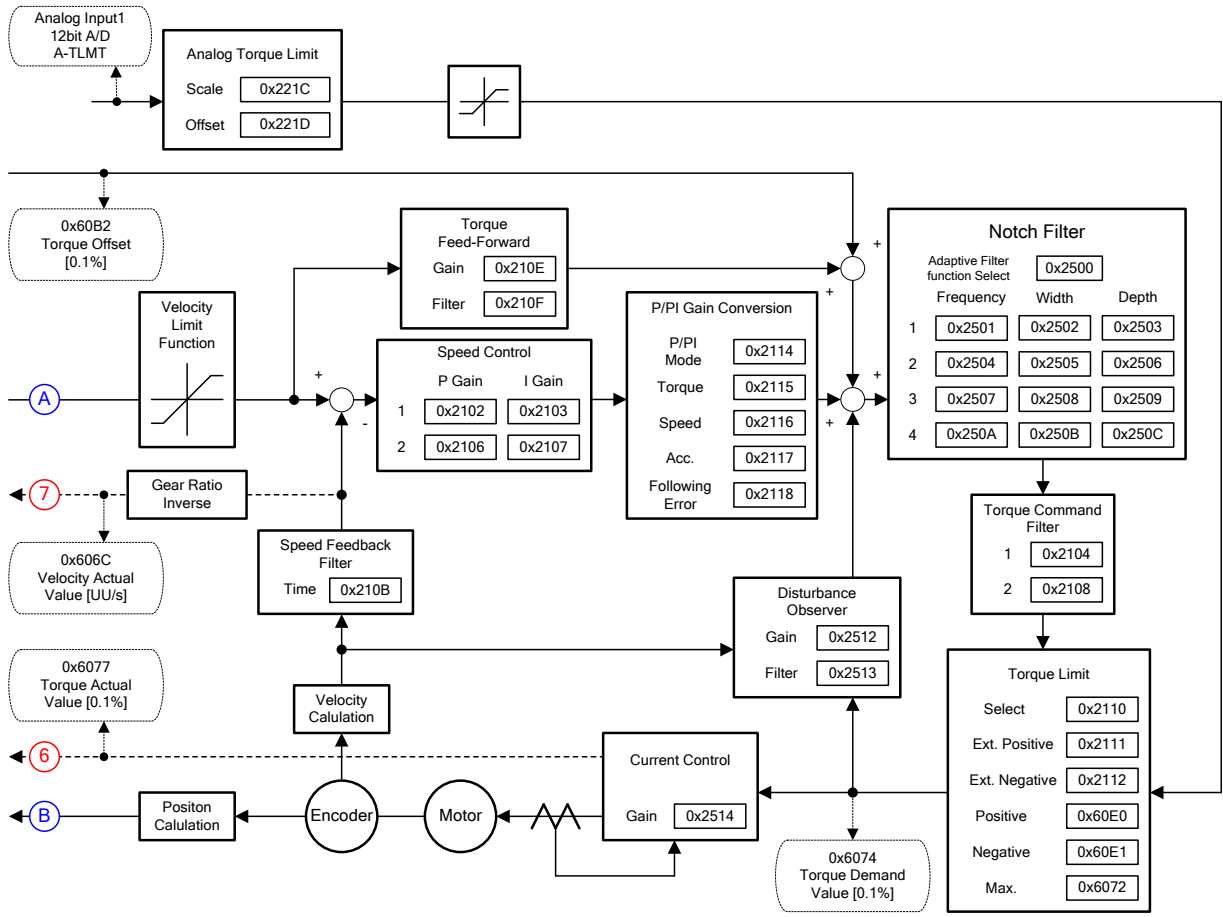 Analog Input1
12bit A/D
A-TLMT
Analog Torque Limit
Scale 0x221C
Offset 0x221D
0x60B2
Torque Offset
[0.1%]
Torque
Feed-Forward
Gain 0x210E
Filter 0x210F
+
+
Notch Filter
Adaptive Filter
function Select 0x2500
Frequency Width Depth
1 0x2501 0x2502 0x2503
2 0x2504 0x2505 0x2506
3 0x2507 0x2508 0x2509
4 0x250A 0x250B 0x250C
Velocity
Limit
Function
A
+
-
Speed Control
P Gain I Gain
1 0x2102 0x2103
2 0x2106 0x2107
P/PI Gain Conversion
P/PI
Mode 0x2114
Torque 0x2115
Speed 0x2116
Acc. 0x2117
Following
Error 0x2118
+
+
7
Gear Ratio
Inverse
0x606C
Velocity Actual
Value [UU/s]
Speed Feedback
Filter
Time 0x210B
Torque Command
Filter
1 0x2104
2 0x2108
Disturbance
Observer
Gain 0x2512
Filter 0x2513
0x6077
Torque Actual
Value [0.1%]
Velocity
Calulation
Torque Limit
Select 0x2110
Ext. Positive 0x2111
Ext. Negative 0x2112
Positive 0x60E0
Negative 0x60E1
Max. 0x6072
6
Current Control
Gain 0x2514
B
Positon
Calulation
Encoder
Motor
0x6074
Torque Demand
Value [0.1%]